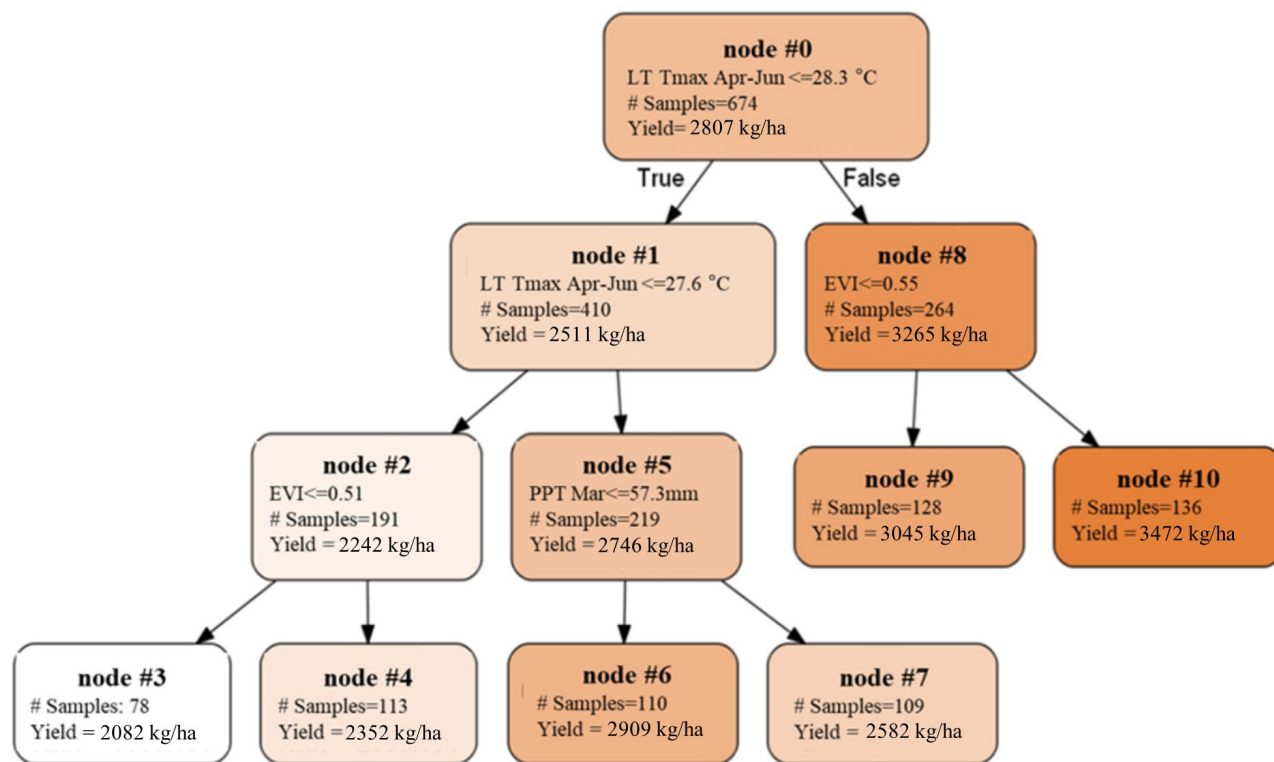 node #0
LT Tmax Apr-Jun <=28.3 °C
# Samples=674
Yield= 2807 kg/ha
True
False
node #1
LT Tmax Apr-Jun <=27.6 °C
# Samples=410
Yield = 2511 kg/ha
node #8
EVI<=0.55
# Samples=264
Yield = 3265 kg/ha
node #2
EVI<=0.51
# Samples=191
Yield = 2242 kg/ha
node #5
PPT Mar<=57.3mm
# Samples=219
Yield = 2746 kg/ha
node #9
# Samples=128
Yield = 3045 kg/ha
node #10
# Samples=136
Yield = 3472 kg/ha
node #3
# Samples: 78
Yield = 2082 kg/ha
node #4
# Samples=113
Yield = 2352 kg/ha
node #6
# Samples=110
Yield = 2909 kg/ha
node #7
# Samples=109
Yield = 2582 kg/ha